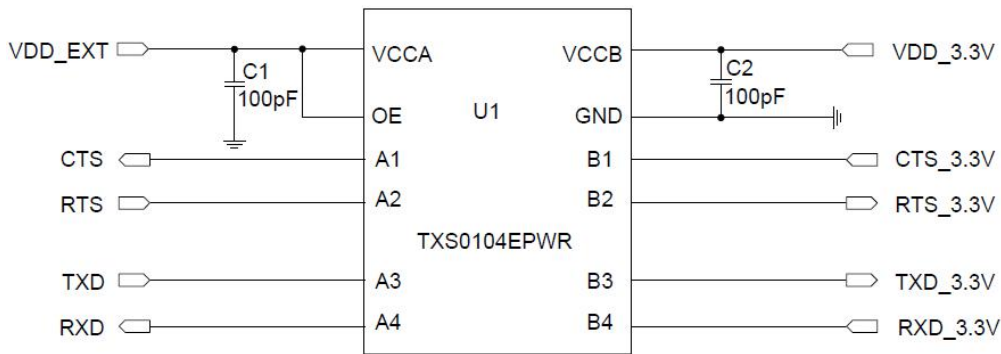 VDD_EXT VCCA VCCB VDD_3.3V
C1 C2
100pF 100pF
OE U1 GND
CTS A1 B1 CTS_3.3V
RTS A2 B2 RTS_3.3V
TXS0104EPWR
TXD A3 B3 TXD_3.3V
RXD A4 B4 RXD_3.3V